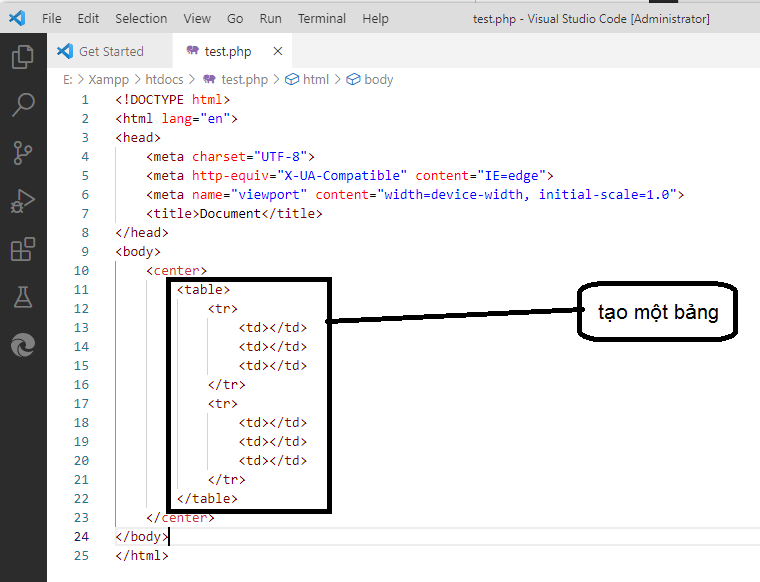 File Edit Selection View Go Run Terminal Help test.php - Visual Studio Code [Administrator]
Get Started test.php
E: > Xampp > htdocs > test.php > html > body
1 <!DOCTYPE html>
2 <html lang="en">
3 <head>
4 <meta charset="UTF-8">
5 <meta http-equiv="X-UA-Compatible" content="IE=edge">
6 <meta name="viewport" content="width=device-width, initial-scale=1.0">
7 <title>Document</title>
8 </head>
9 <body>
10 <center>
11 <table>
12 <tr>
tạo một bảng
13 <td></td>
14 <td></td>
15 <td></td>
16 </tr>
17 <tr>
18 <td></td>
19 <td></td>
20 <td></td>
21 </tr>
22 </table>
23 </center>
24 </body>
25 </html>